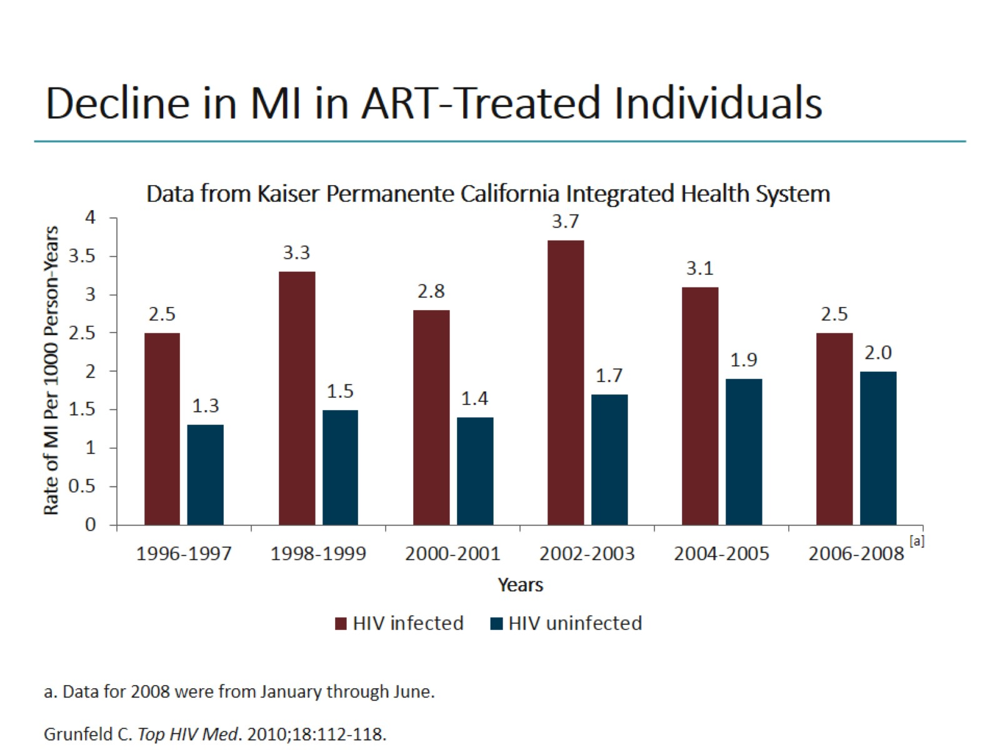 Decline in MI in ART-Treated Individuals
Data from Kaiser Permanente California Integrated Health System
Rate of MI Per 1000 Person-Years
4
3.5
3
2.5
2
1.5
1
0.5
0
2.5
1.3
3.3
1.5
2.8
1.4
3.7
1.7
3.1
1.9
2.5
2.0
1996-1997
1998-1999
2000-2001
2002-2003
2004-2005
2006-2008 [a]
Years
HIV infected
HIV uninfected
a. Data for 2008 were from January through June.
Grunfeld C. Top HIV Med. 2010;18:112-118.